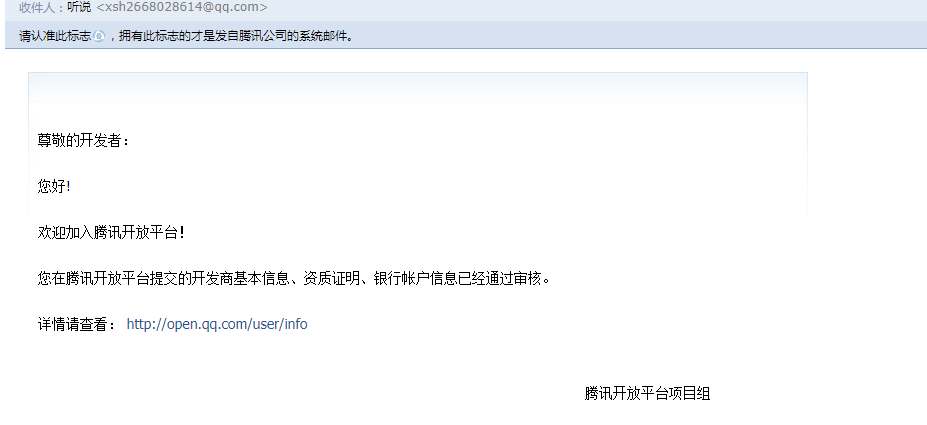 收件人：听说 <xsh2668028614@qq.com>
请认准此标志，拥有此标志的才是发自腾讯公司的系统邮件。
尊敬的开发者：
您好!
欢迎加入腾讯开放平台!
您在腾讯开放平台提交的开发商基本信息、资质证明、银行帐户信息已经通过审核。
详情请查看： http://open.qq.com/user/info
腾讯开放平台项目组